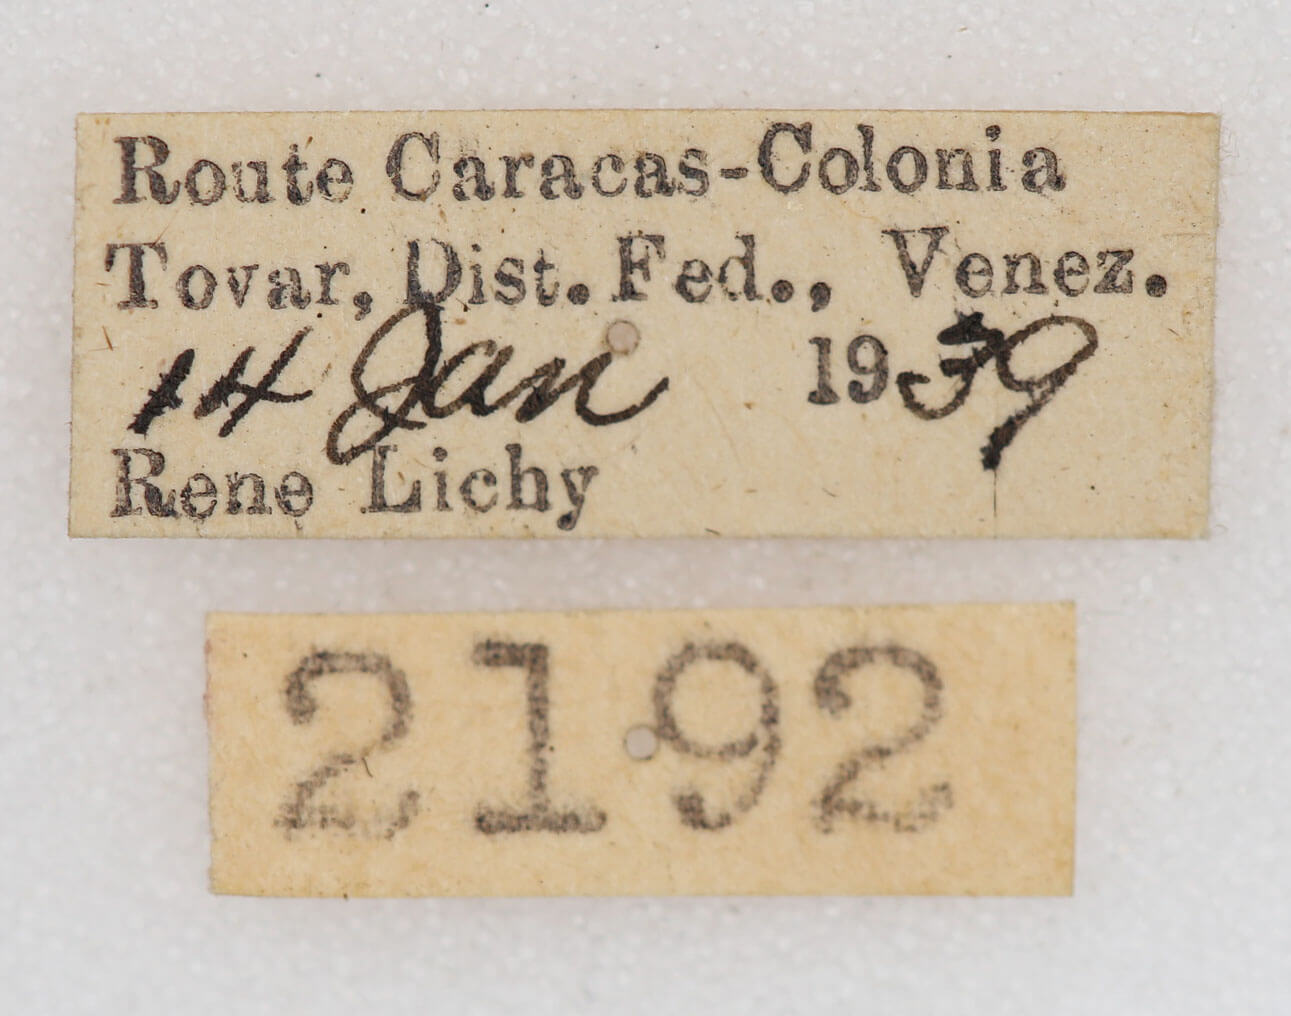 Route Caracas-Colonia
Tovar, Dist. Fed., Venez.
14 Jan 1939
Rene Lichy
2192